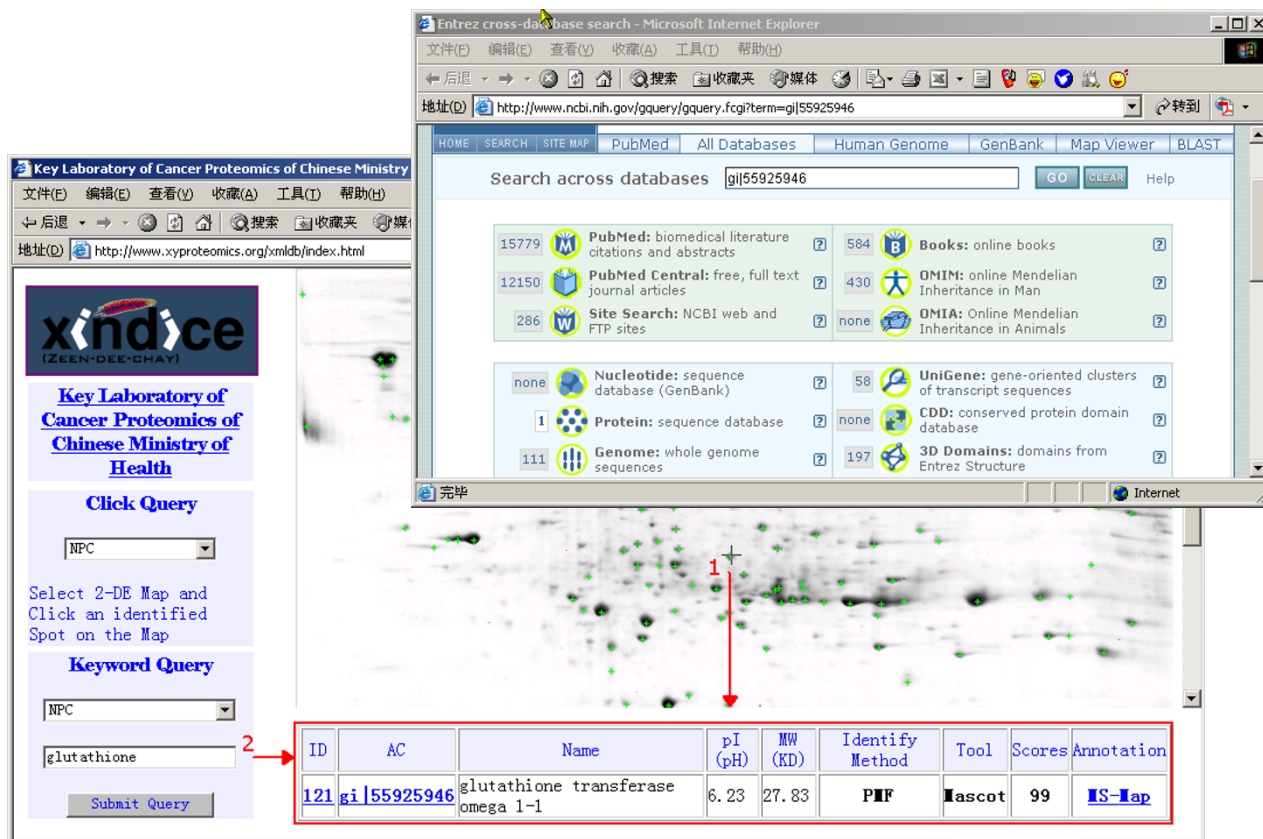 Entrez cross-database search - Microsoft Internet Explorer
文件(F) 编辑(E) 查看(V) 收藏(A) 工具(T) 帮助(H)
后退 搜索 收藏夹 媒体
地址(D) http://www.ncbi.nih.gov/gquery/gquery.fcgi?term=gi|55925946 转到
HOME SEARCH SITE MAP PubMed All Databases Human Genome GenBank Map Viewer BLAST
Search across databases gi|55925946 GO CLEAR Help
15779 PubMed: biomedical literature citations and abstracts ?
584 Books: online books ?
12150 PubMed Central: free, full text journal articles ?
430 OMIM: online Mendelian Inheritance in Man ?
286 Site Search: NCBI web and FTP sites ?
none OMIA: Online Mendelian Inheritance in Animals ?
none Nucleotide: sequence database (GenBank) ?
58 UniGene: gene-oriented clusters of transcript sequences ?
1 Protein: sequence database ?
none CDD: conserved protein domain database ?
111 Genome: whole genome sequences ?
197 3D Domains: domains from Entrez Structure ?
完毕 Internet
Key Laboratory of Cancer Proteomics of Chinese Ministry
文件(F) 编辑(E) 查看(V) 收藏(A) 工具(T) 帮助(H)
后退 搜索 收藏夹
地址(D) http://www.xyproteomics.org/xmldb/index.html
xindice
(ZEEN-DEE-CHAY)
Key Laboratory of
Cancer Proteomics of
Chinese Ministry of
Health
Click Query
NPC
Select 2-DE Map and
Click an identified
Spot on the Map
Keyword Query
NPC
glutathione
Submit Query
1
2
ID AC Name pI (pH) MW (KD) Identify Method Tool Scores Annotation
121 gi|55925946 glutathione transferase omega 1-1 6.23 27.83 PMF Mascot 99 MS-Map